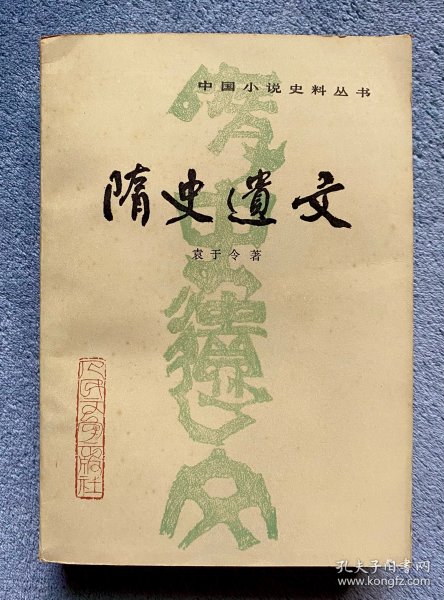 中国小说史料丛书
隋史遗文
袁于令著
人民文学出版社
孔夫子旧书网
www.kongfz.com